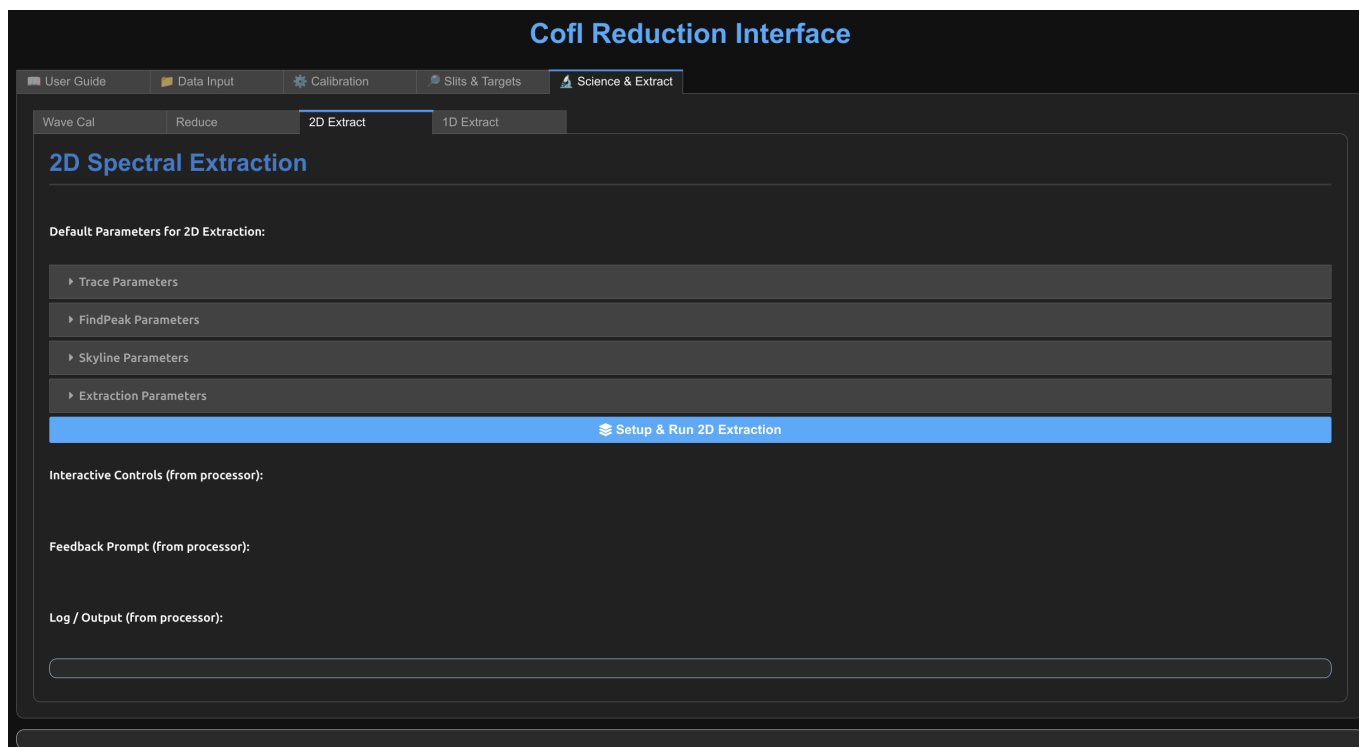 CofI Reduction Interface
User Guide Data Input Calibration Slits & Targets Science & Extract
Wave Cal Reduce 2D Extract 1D Extract
2D Spectral Extraction
Default Parameters for 2D Extraction:
Trace Parameters
FindPeak Parameters
Skyline Parameters
Extraction Parameters
Setup & Run 2D Extraction
Interactive Controls (from processor):
Feedback Prompt (from processor):
Log / Output (from processor):